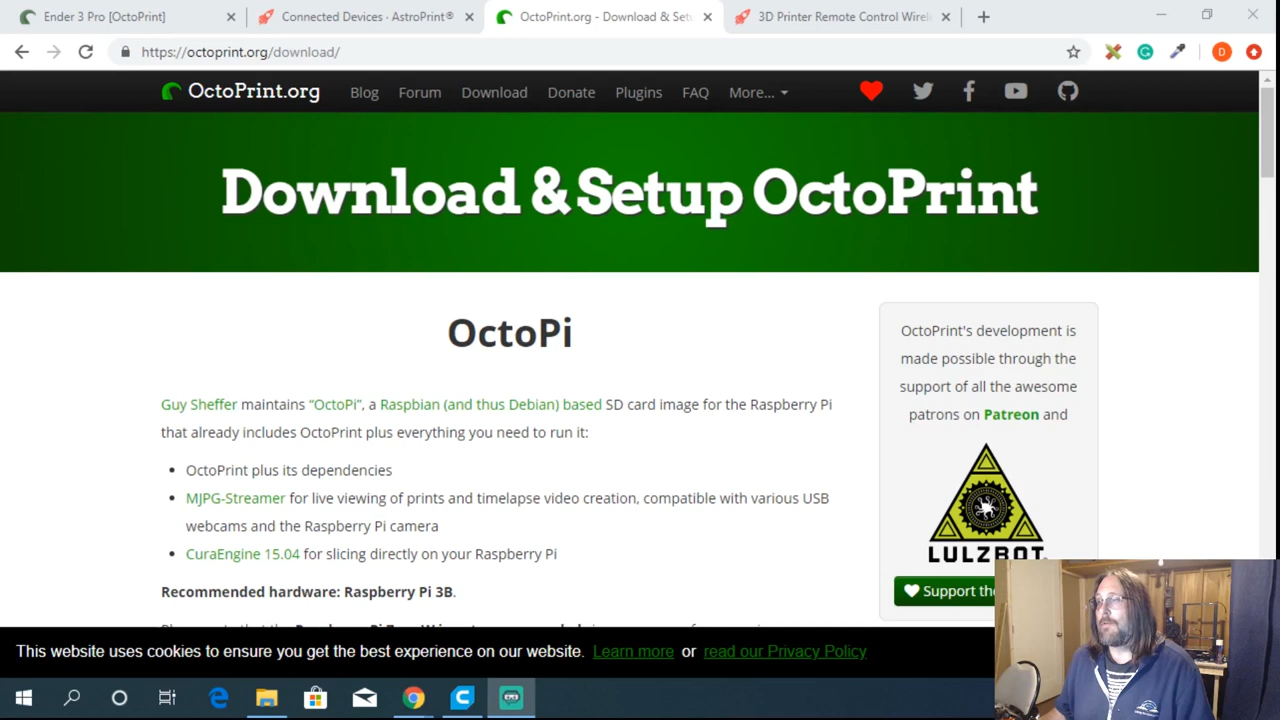 Ender 3 Pro [OctoPrint]
Connected Devices · AstroPrint®
OctoPrint.org - Download & Setu
3D Printer Remote Control Wirele
https://octoprint.org/download/
D
OctoPrint.org
Blog
Forum
Download
Donate
Plugins
FAQ
More...
Download & Setup OctoPrint
OctoPi
Guy Sheffer maintains “OctoPi”, a Raspbian (and thus Debian) based SD card image for the Raspberry Pi
that already includes OctoPrint plus everything you need to run it:
OctoPrint plus its dependencies
MJPG-Streamer for live viewing of prints and timelapse video creation, compatible with various USB
webcams and the Raspberry Pi camera
CuraEngine 15.04 for slicing directly on your Raspberry Pi
Recommended hardware: Raspberry Pi 3B.
OctoPrint's development is
made possible through the
support of all the awesome
patrons on Patreon and
LULZBOT
Support the
This website uses cookies to ensure you get the best experience on our website. Learn more or read our Privacy Policy